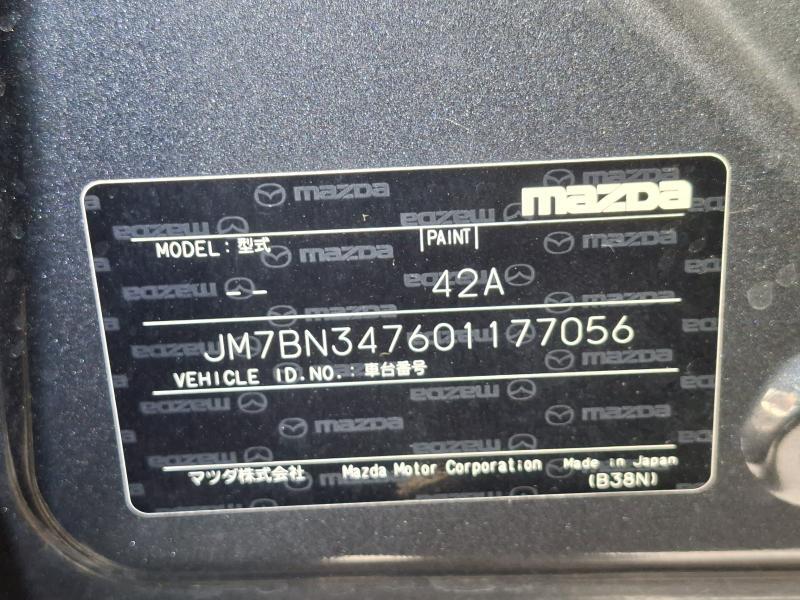 mazda
MODEL: 型式 PAINT
-- 42A
JM7BN347601177056
VEHICLE ID.NO.: 車台番号
マツダ株式会社 Mazda Motor Corporation Made in Japan
(B38N)